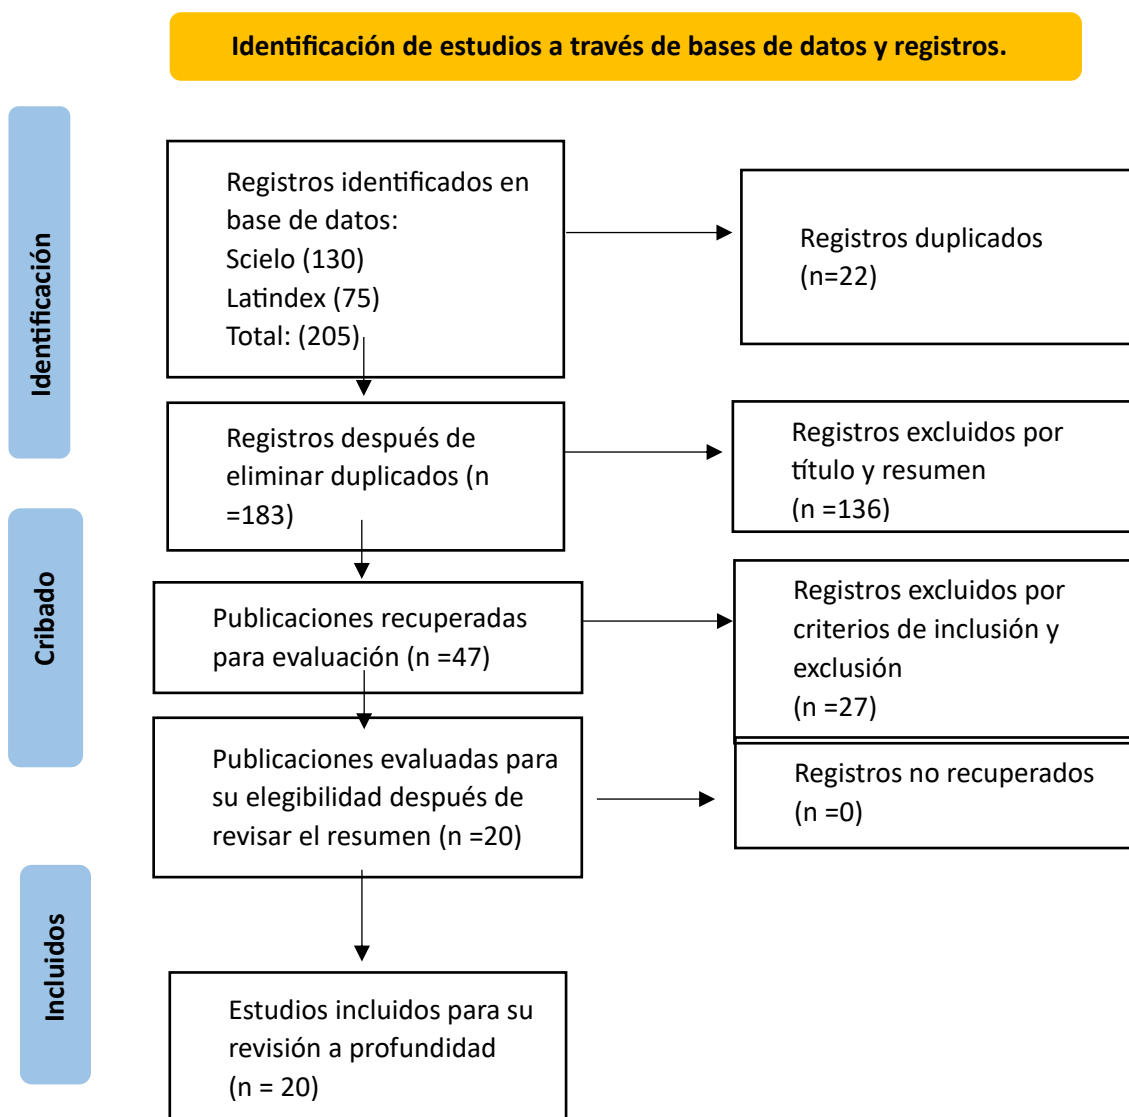 Identificación de estudios a través de bases de datos y registros.
Identificación
Registros identificados en
base de datos:
Scielo (130)
Latindex (75)
Total: (205)
Registros duplicados
(n=22)
Registros después de
eliminar duplicados (n
=183)
Registros excluidos por
título y resumen
(n =136)
Cribado
Publicaciones recuperadas
para evaluación (n =47)
Registros excluidos por
criterios de inclusión y
exclusión
(n =27)
Publicaciones evaluadas para
su elegibilidad después de
revisar el resumen (n =20)
Registros no recuperados
(n =0)
Incluidos
Estudios incluidos para su
revisión a profundidad
(n = 20)